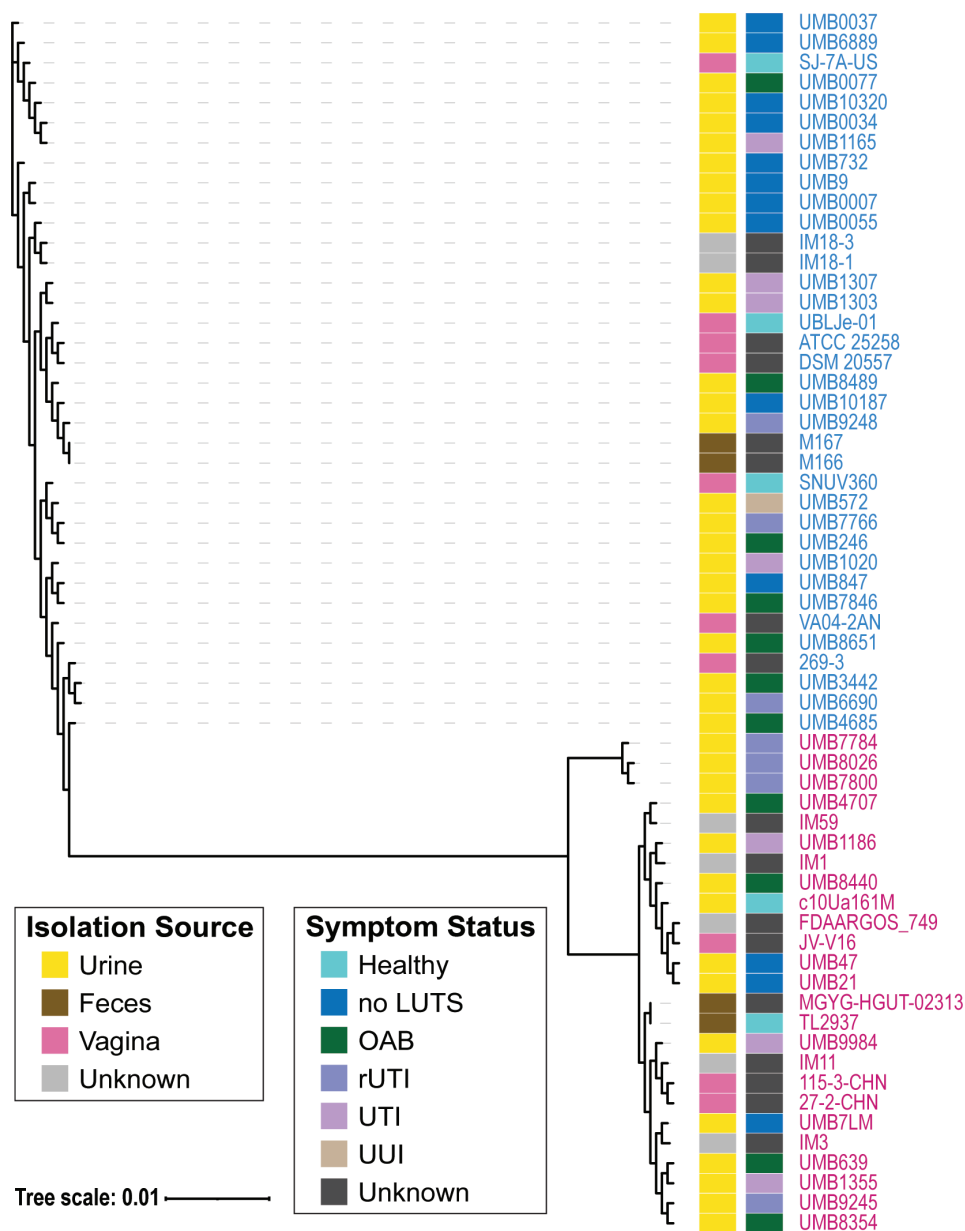 UMB0037
UMB6889
SJ-7A-US
UMB0077
UMB10320
UMB0034
UMB1165
UMB732
UMB9
UMB0007
UMB0055
IM18-3
IM18-1
UMB1307
UMB1303
UBLJe-01
ATCC 25258
DSM 20557
UMB8489
UMB10187
UMB9248
M167
M166
SNUV360
UMB572
UMB7766
UMB246
UMB1020
UMB847
UMB7846
VA04-2AN
UMB8651
269-3
UMB3442
UMB6690
UMB4685
UMB7784
UMB8026
UMB7800
UMB4707
IM59
UMB1186
IM1
UMB8440
c10Ua161M
FDAARGOS_749
JV-V16
UMB47
UMB21
MGYG-HGUT-02313
TL2937
UMB9984
IM11
115-3-CHN
27-2-CHN
UMB7LM
IM3
UMB639
UMB1355
UMB9245
UMB8354
Isolation Source
Urine
Feces
Vagina
Unknown
Symptom Status
Healthy
no LUTS
OAB
rUTI
UTI
UUI
Unknown
Tree scale: 0.01